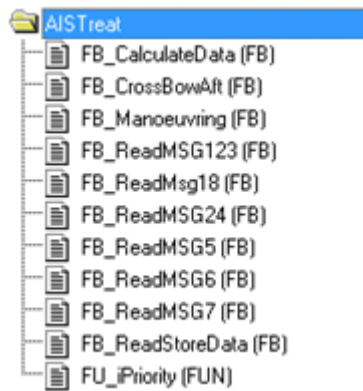 AISTreat
FB_CalculateData (FB)
FB_CrossBowAft (FB)
FB_Manoeuvring (FB)
FB_ReadMSG123 (FB)
FB_ReadMsg18 (FB)
FB_ReadMSG24 (FB)
FB_ReadMSG5 (FB)
FB_ReadMSG6 (FB)
FB_ReadMSG7 (FB)
FB_ReadStoreData (FB)
FU_iPriority (FUN)